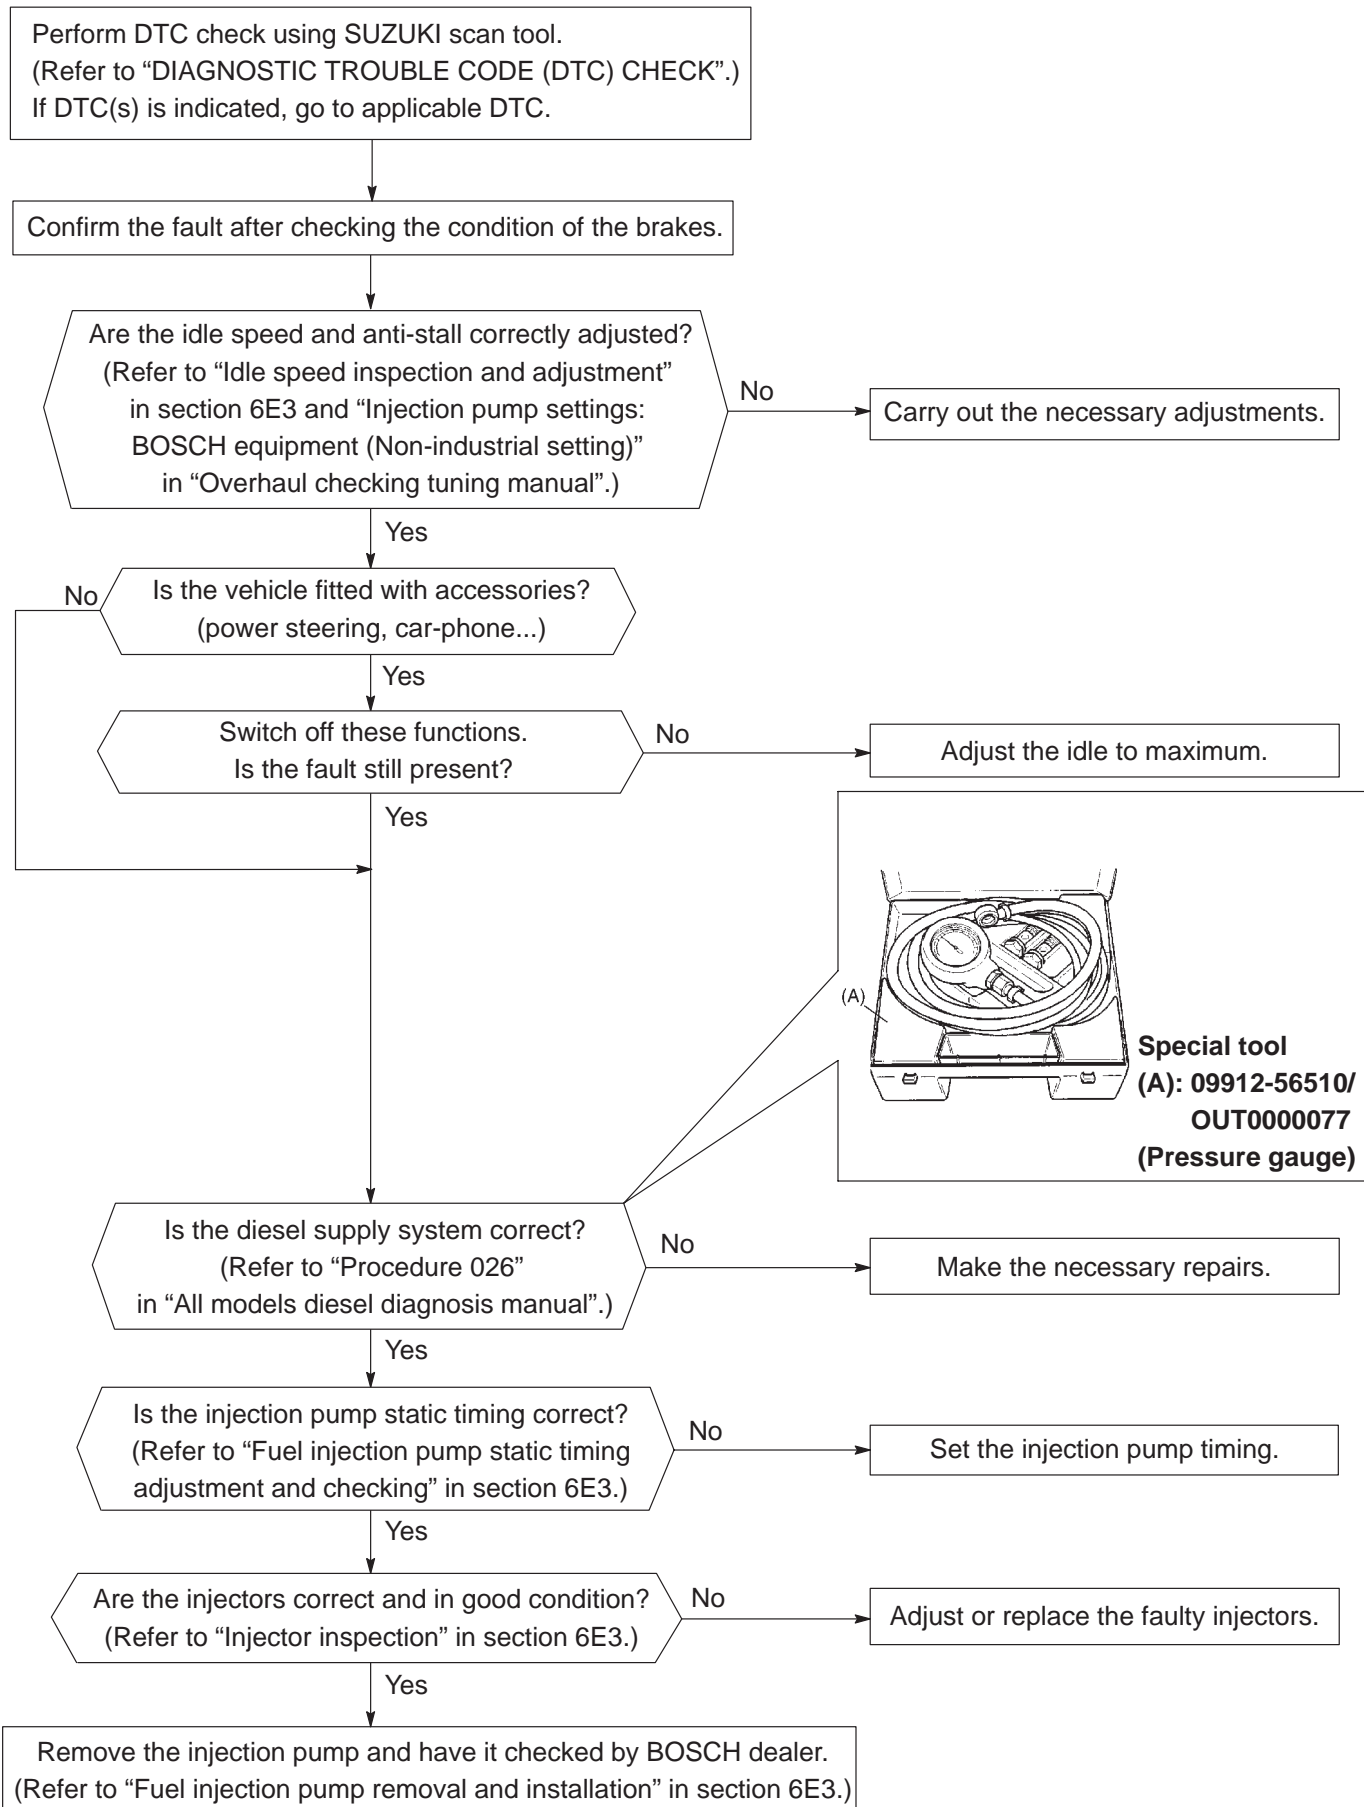 Perform DTC check using SUZUKI scan tool.
(Refer to “DIAGNOSTIC TROUBLE CODE (DTC) CHECK”.)
If DTC(s) is indicated, go to applicable DTC.
Confirm the fault after checking the condition of the brakes.
Are the idle speed and anti-stall correctly adjusted?
(Refer to “Idle speed inspection and adjustment”
in section 6E3 and “Injection pump settings:
BOSCH equipment (Non-industrial setting)”
in “Overhaul checking tuning manual”.)
No
Carry out the necessary adjustments.
Yes
Is the vehicle fitted with accessories?
(power steering, car-phone...)
No
Yes
Switch off these functions.
Is the fault still present?
No
Adjust the idle to maximum.
Yes
(A)
Special tool
(A): 09912-56510/
OUT0000077
(Pressure gauge)
Is the diesel supply system correct?
(Refer to “Procedure 026”
in “All models diesel diagnosis manual”.)
No
Make the necessary repairs.
Yes
Is the injection pump static timing correct?
(Refer to “Fuel injection pump static timing
adjustment and checking” in section 6E3.)
No
Set the injection pump timing.
Yes
Are the injectors correct and in good condition?
(Refer to “Injector inspection” in section 6E3.)
No
Adjust or replace the faulty injectors.
Yes
Remove the injection pump and have it checked by BOSCH dealer.
(Refer to “Fuel injection pump removal and installation” in section 6E3.)